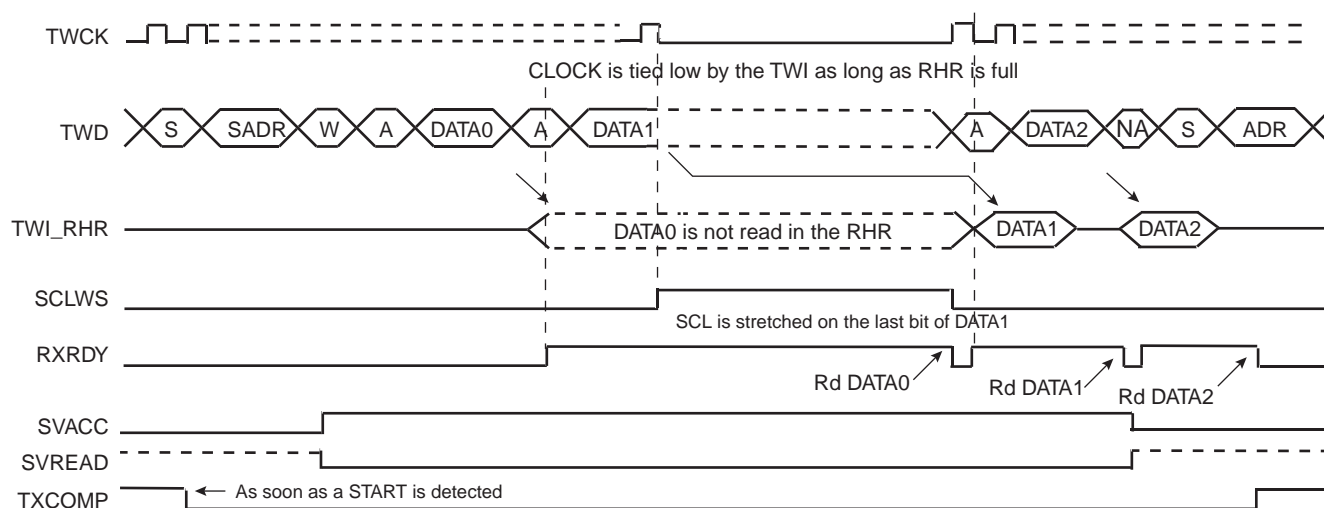 TWCK
CLOCK is tied low by the TWI as long as RHR is full
TWD S SADR W A DATA0 A DATA1 A DATA2 NA S ADR
TWI_RHR DATA0 is not read in the RHR DATA1 DATA2
SCLWS
SCL is stretched on the last bit of DATA1
RXRDY
Rd DATA0 Rd DATA1 Rd DATA2
SVACC
SVREAD
TXCOMP As soon as a START is detected